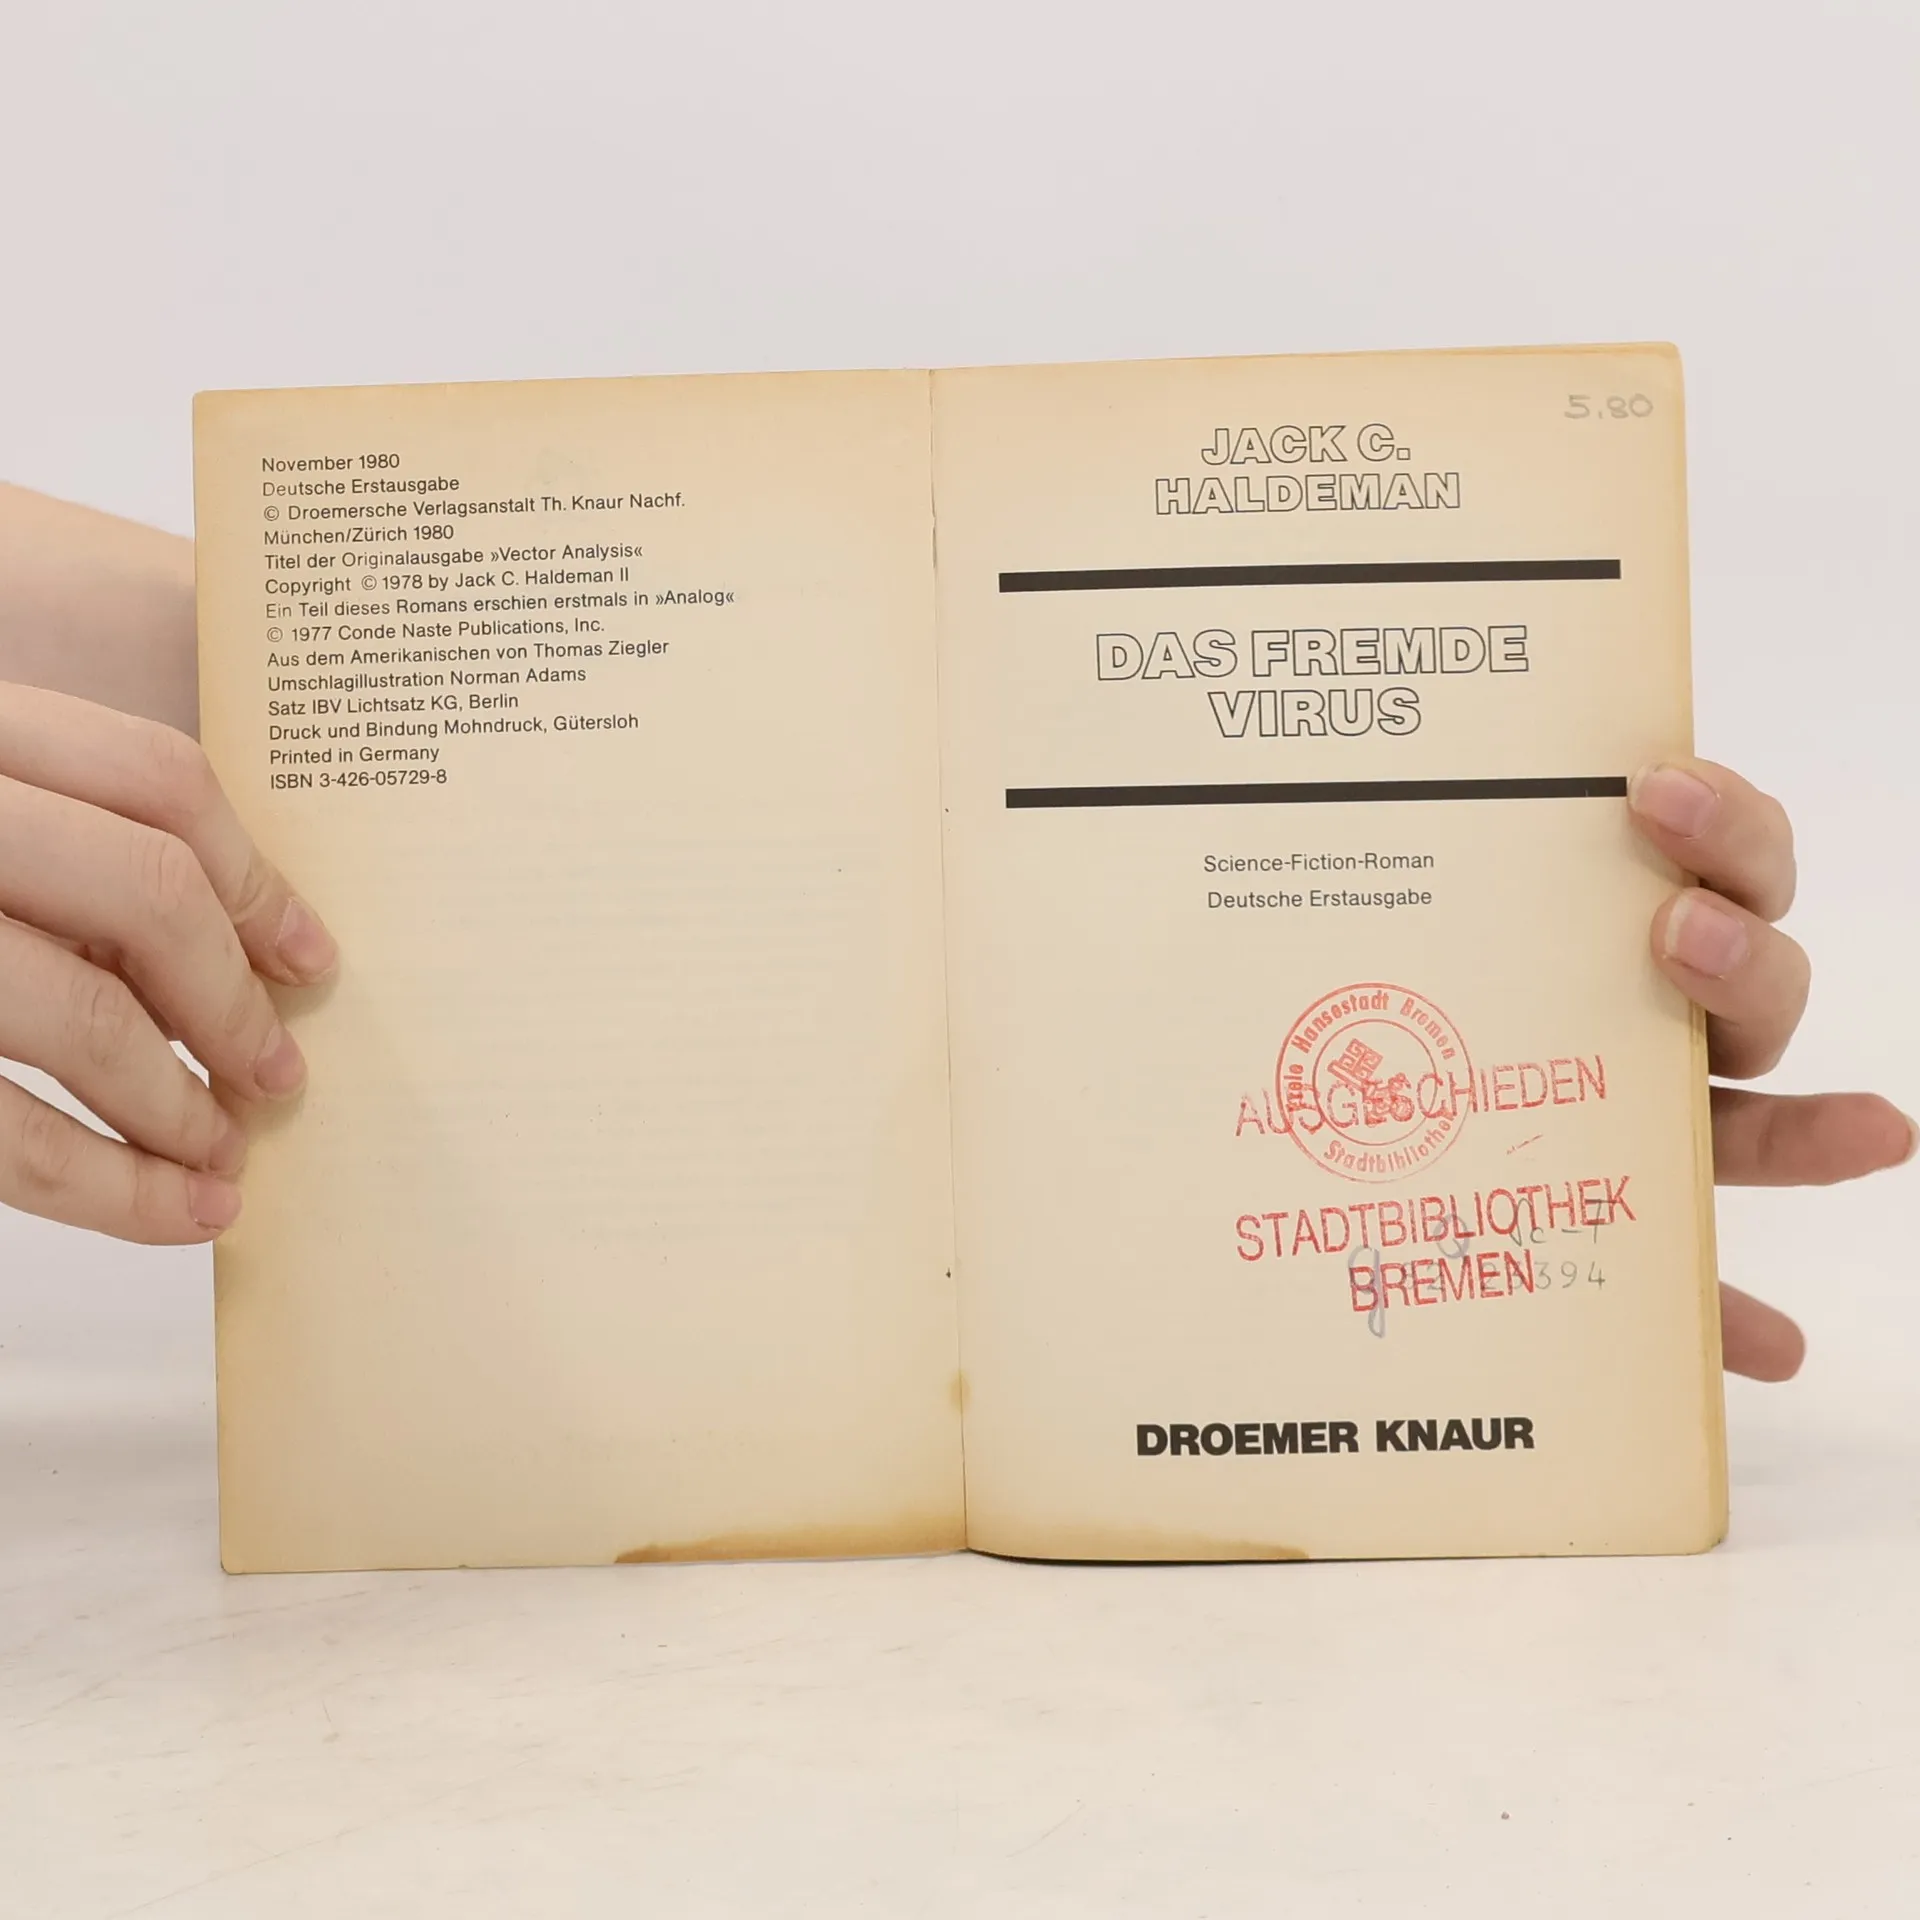 November 1980
Deutsche Erstausgabe
© Droemersche Verlagsanstalt Th. Knaur Nachf.
München/Zürich 1980
Titel der Originalausgabe »Vector Analysis«
Copyright © 1978 by Jack C. Haldeman II
Ein Teil dieses Romans erschien erstmals in »Analog«
© 1977 Conde Naste Publications, Inc.
Aus dem Amerikanischen von Thomas Ziegler
Umschlagillustration Norman Adams
Satz IBV Lichtsatz KG, Berlin
Druck und Bindung Mohndruck, Gütersloh
Printed in Germany
ISBN 3-426-05729-8
5.80
JACK C.
HALDEMAN
DAS FREMDE
VIRUS
Science-Fiction-Roman
Deutsche Erstausgabe
Freie Hansestadt Bremen
Stadtbibliothek
AUSGESCHIEDEN
STADTBIBLIOTHEK
BREMEN
DROEMER KNAUR